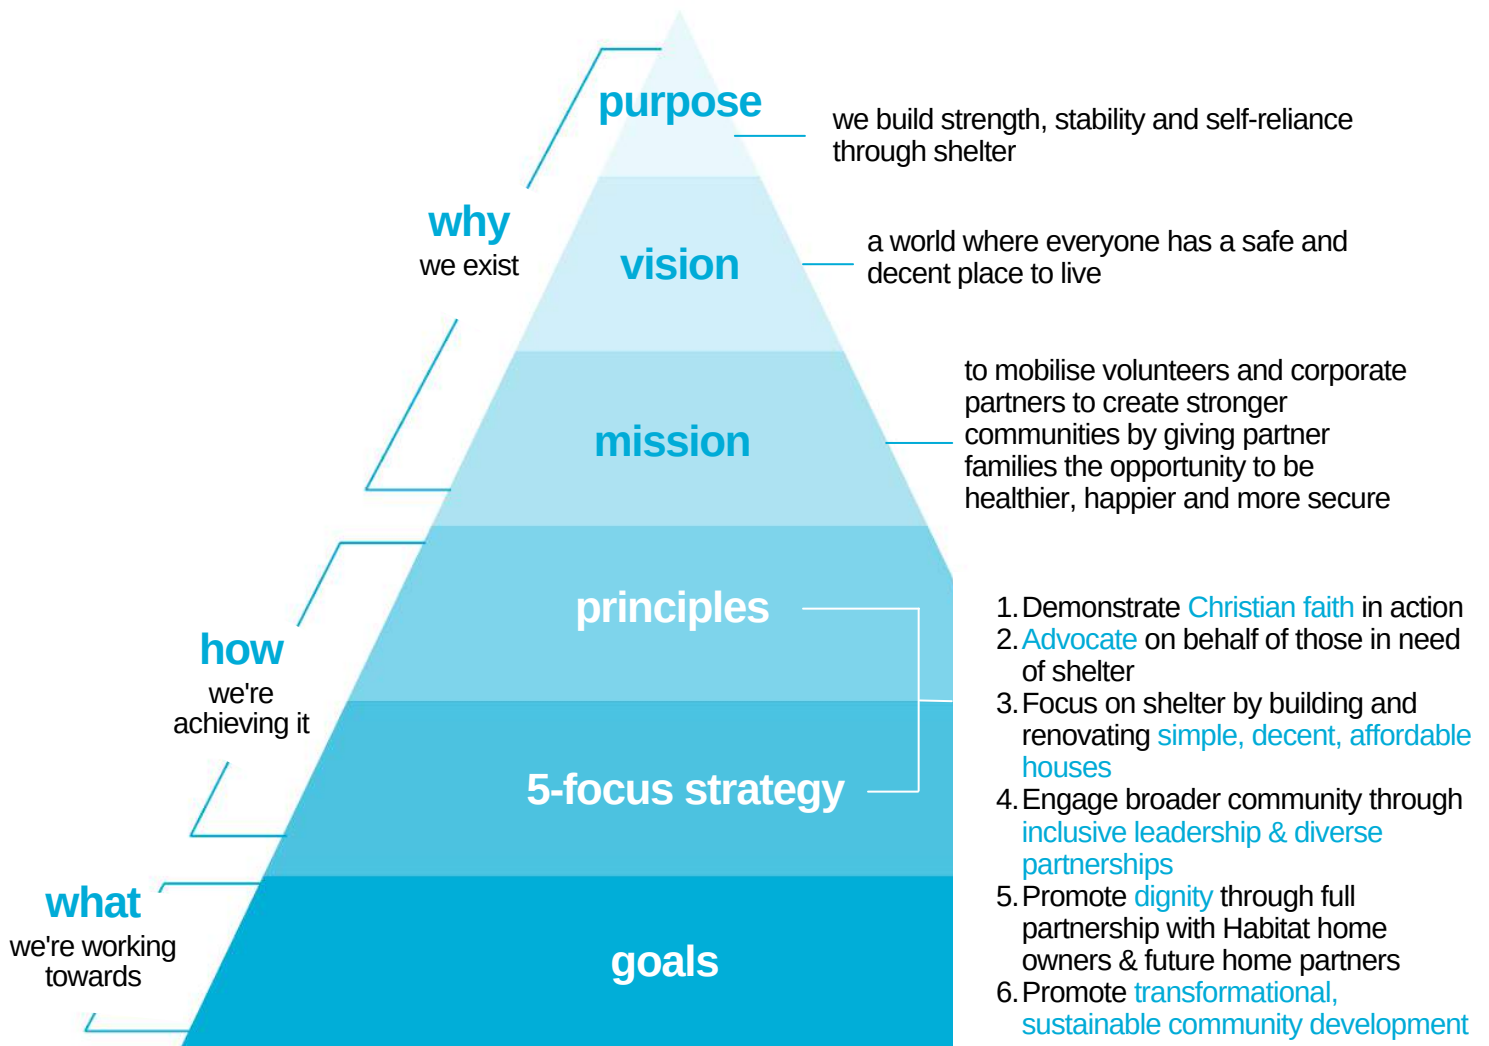 purpose
we build strength, stability and self-reliance
through shelter
why
we exist
vision
a world where everyone has a safe and
decent place to live
mission
to mobilise volunteers and corporate
partners to create stronger
communities by giving partner
families the opportunity to be
healthier, happier and more secure
how
we're
achieving it
principles
5-focus strategy
1. Demonstrate Christian faith in action
2. Advocate on behalf of those in need
of shelter
3. Focus on shelter by building and
renovating simple, decent, affordable
houses
4. Engage broader community through
inclusive leadership & diverse
partnerships
5. Promote dignity through full
partnership with Habitat home
owners & future home partners
6. Promote transformational,
sustainable community development
what
we're working
towards
goals